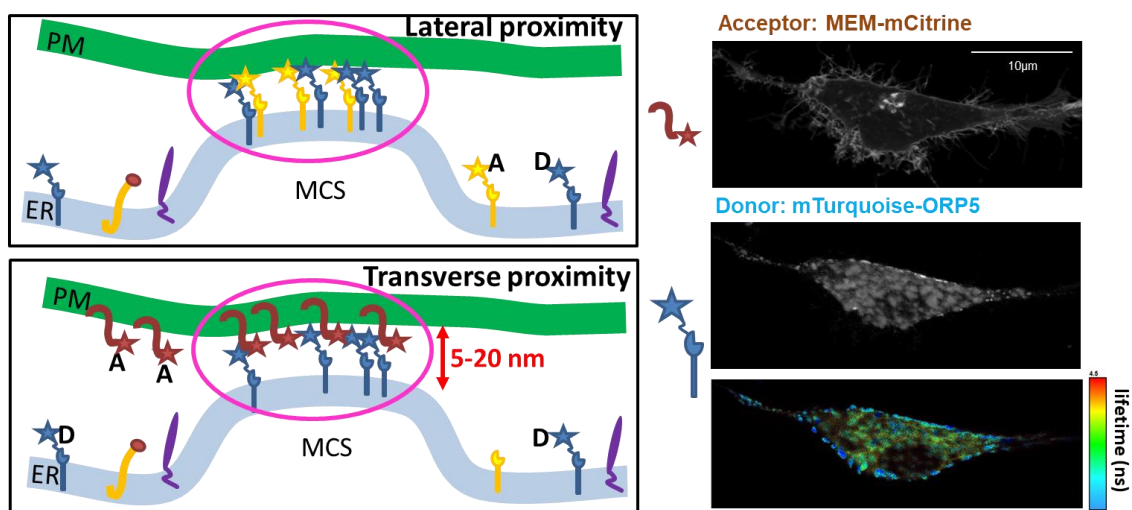 PM
Lateral proximity
A
D
ER
MCS
Transverse proximity
PM
A
A
5-20 nm
D
D
ER
MCS
Acceptor: MEM-mCitrine
10µm
Donor: mTurquoise-ORP5
4.5
lifetime (ns)